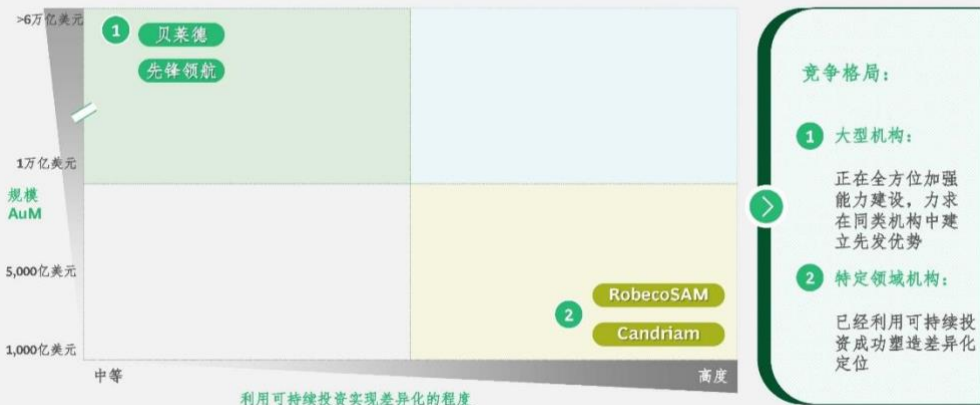 >6万亿美元
1
贝莱德
先锋领航
1万亿美元
规模
AuM
5,000亿美元
1,000亿美元
2
RobecoSAM
Candriam
中等
高度
利用可持续投资实现差异化的程度
竞争格局：
1 大型机构：
正在全方位加强
能力建设，力求
在同类机构中建
立先发优势
2 特定领域机构：
已经利用可持续投
资成功塑造差异化
定位